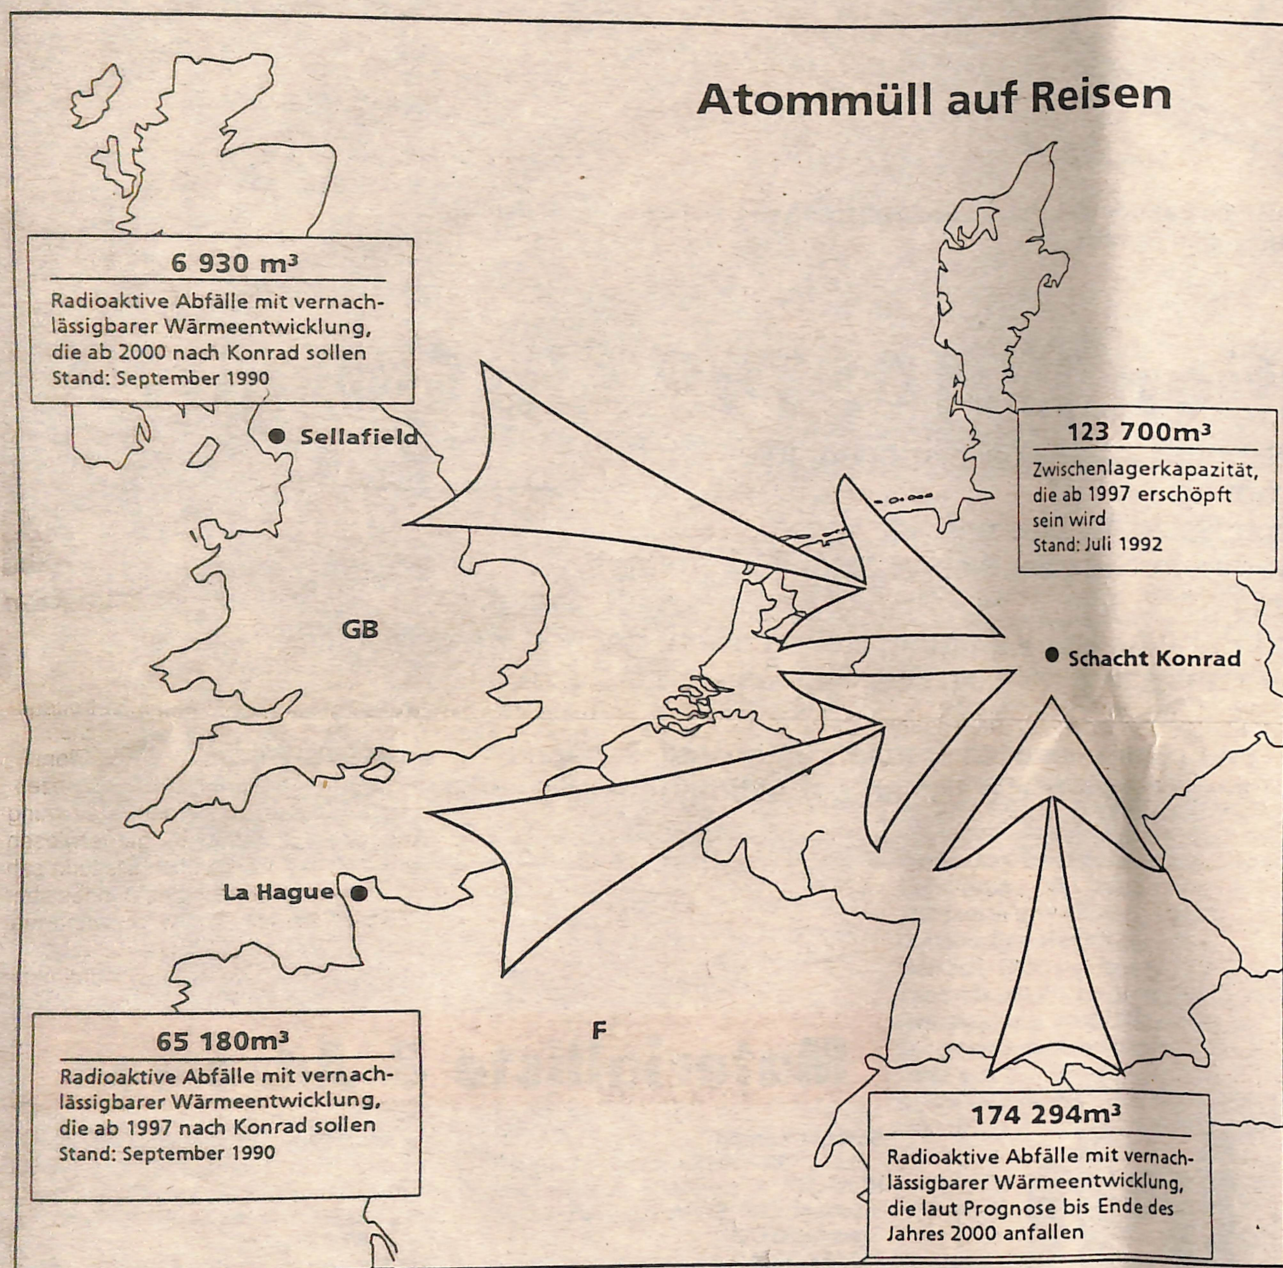 Atommüll auf Reisen
6 930 m³
Radioaktive Abfälle mit vernach-
lässigbarer Wärmeentwicklung,
die ab 2000 nach Konrad sollen
Stand: September 1990
Sellafield
123 700m³
Zwischenlagerkapazität,
die ab 1997 erschöpft
sein wird
Stand: Juli 1992
GB
Schacht Konrad
La Hague
F
65 180m³
Radioaktive Abfälle mit vernach-
lässigbarer Wärmeentwicklung,
die ab 1997 nach Konrad sollen
Stand: September 1990
174 294m³
Radioaktive Abfälle mit vernach-
lässigbarer Wärmeentwicklung,
die laut Prognose bis Ende des
Jahres 2000 anfallen